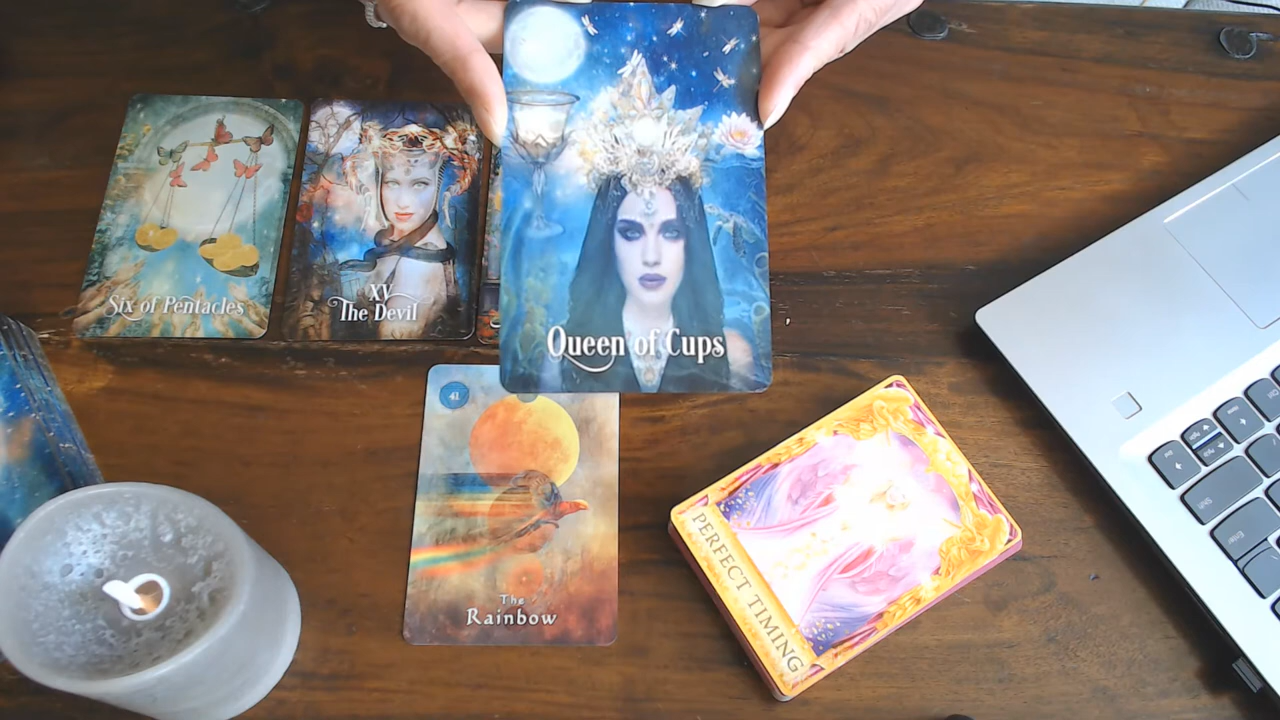 Six of Pentacles
XV
The Devil
Queen of Cups
41
The
Rainbow
PERFECT TIMING